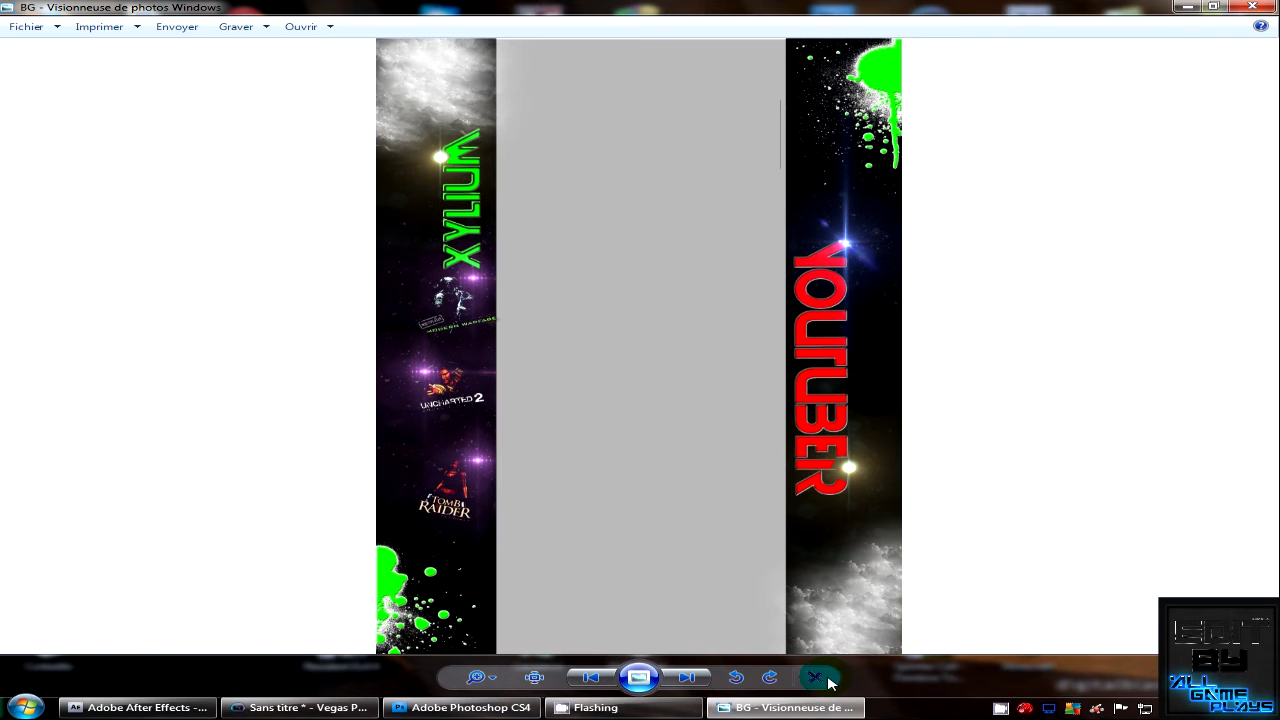 BG - Visionneuse de photos Windows
Fichier Imprimer Envoyer Graver Ouvrir
XYLIUM
MODERN WARFARE
UNCHARTED 2
TOMB
RAIDER
YOUTUBER
EDIT
BY
ALL
GAME
PLAYS
Adobe After Effects -... Sans titre * - Vegas P... Adobe Photoshop CS4 Flashing BG - Visionneuse de ...